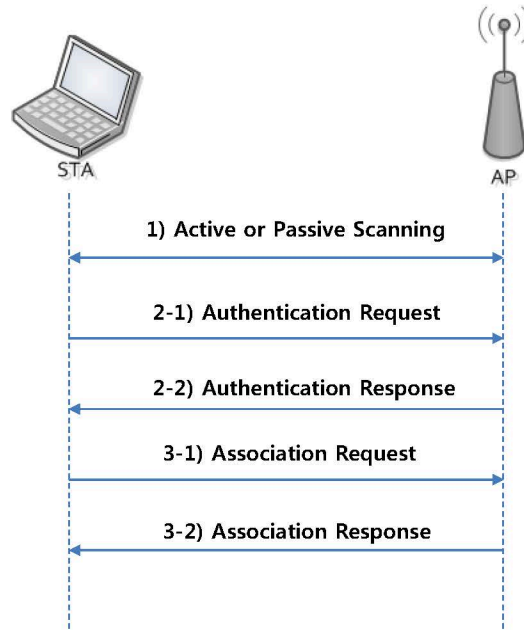 STA
AP
1) Active or Passive Scanning
2-1) Authentication Request
2-2) Authentication Response
3-1) Association Request
3-2) Association Response